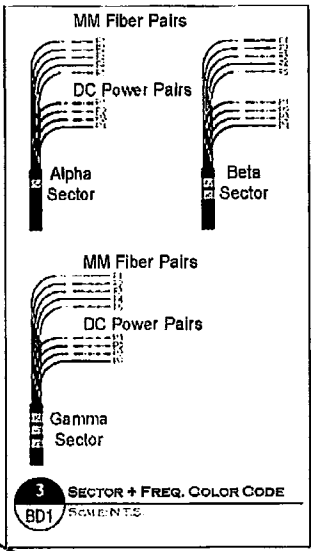 MM Fiber Pairs
DC Power Pairs
Alpha
Sector
Beta
Sector
MM Fiber Pairs
DC Power Pairs
Gamma
Sector
3
BD1
SECTOR + FREQ. COLOR CODE
SCALE: N.T.S.